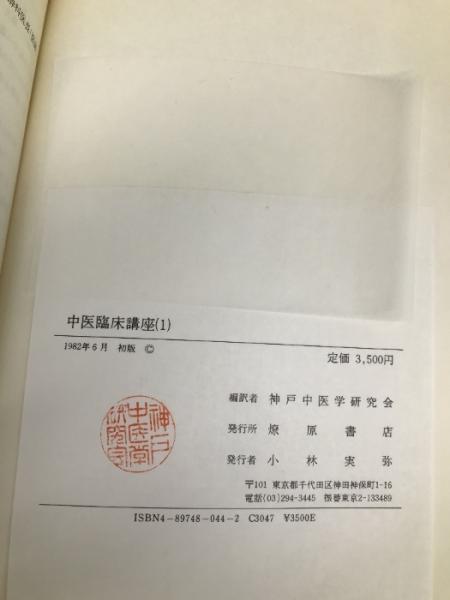 中医臨床講座(1)
1982年6月 初版 ©
定価 3,500円
編訳者 神戸中医学研究会
発行所 燎原書店
発行者 小林実弥
〒101 東京都千代田区神田神保町1-16
電話(03)294-3445 振替東京2-133489
ISBN4-89748-044-2 C3047 ¥3500E